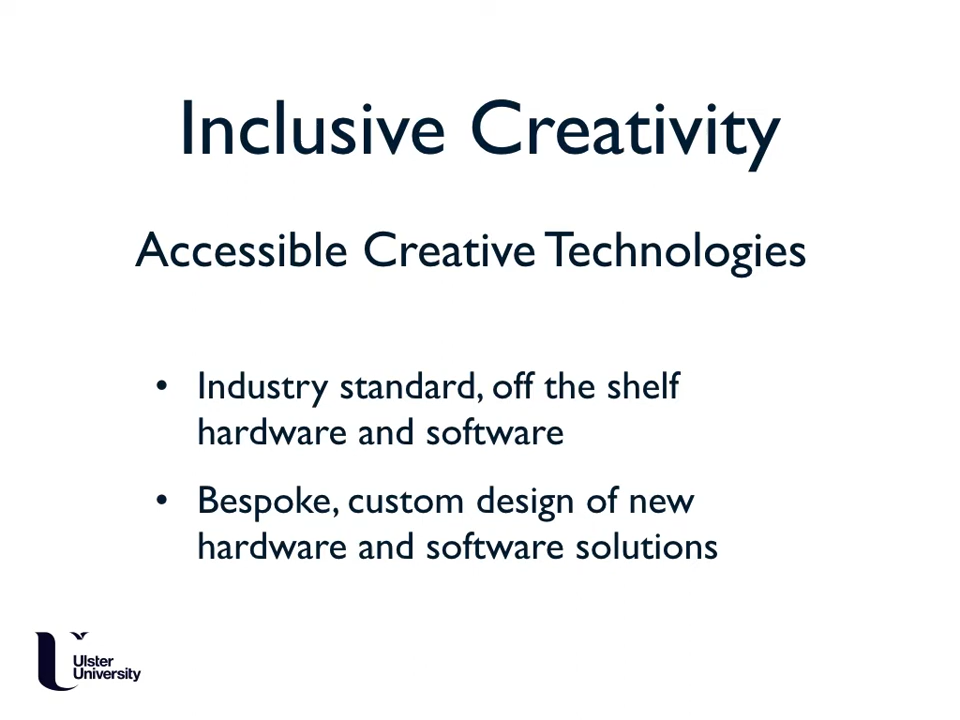 Inclusive Creativity
Accessible Creative Technologies
• Industry standard, off the shelf
hardware and software
• Bespoke, custom design of new
hardware and software solutions
Ulster
University